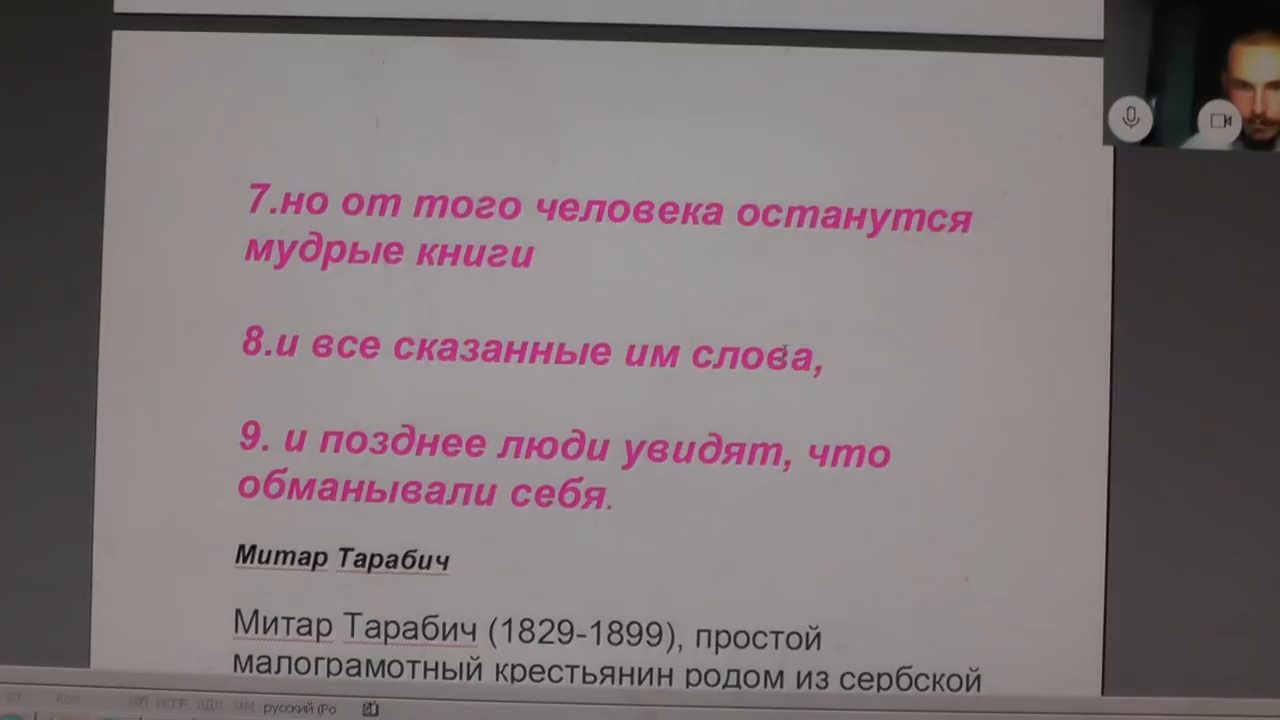 7.но от того человека останутся
мудрые книги
8.и все сказанные им слова,
9. и позднее люди увидят, что
обманывали себя.
Митар Тарабич
Митар Тарабич (1829-1899), простой
малограмотный крестьянин родом из сербской
русский (Ро